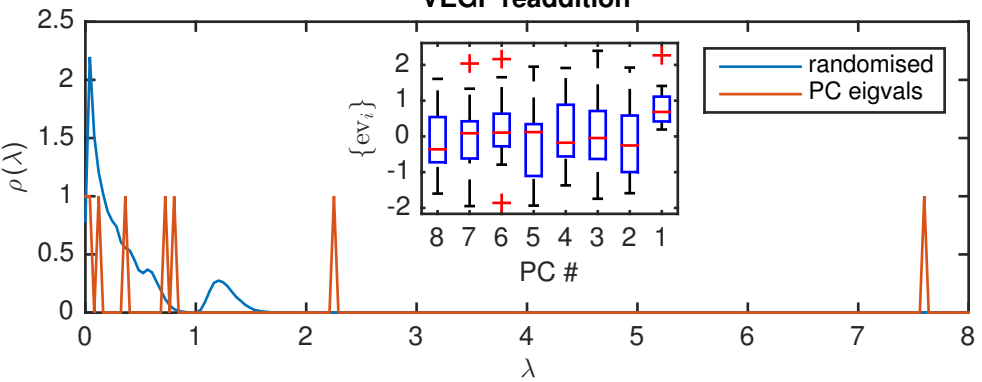 VEGF readdition
2.5
2
1.5
1
0.5
0
ρ(λ)
0 1 2 3 4 5 6 7 8
λ
randomised
PC eigvals
2
1
0
-1
-2
{ev_i}
8 7 6 5 4 3 2 1
PC #